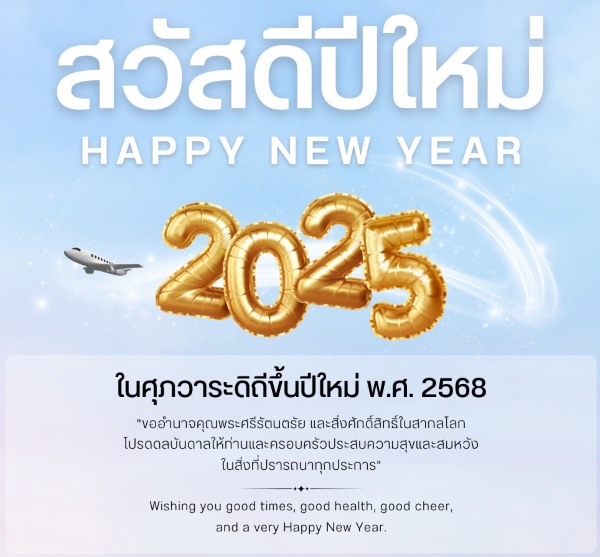 สวัสดีปีใหม่
HAPPY NEW YEAR
2025
ในศุภวาระดิถีขึ้นปีใหม่ พ.ศ. 2568
"ขออำนาจคุณพระศรีรัตนตรัย และสิ่งศักดิ์สิทธิ์ในสากลโลก
โปรดดลบันดาลให้ท่านและครอบครัวประสบความสุขและสมหวัง
ในสิ่งที่ปรารถนาทุกประการ"
Wishing you good times, good health, good cheer,
and a very Happy New Year.